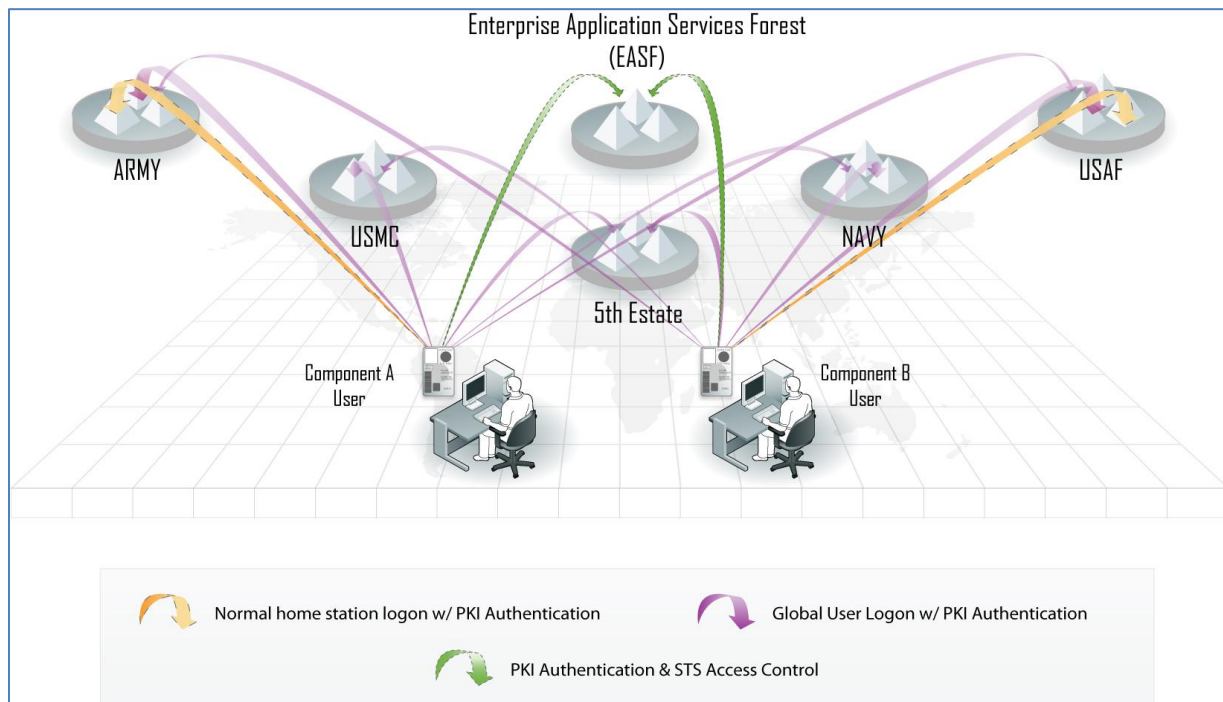 Enterprise Application Services Forest
(EASF)
ARMY
USAF
USMC
NAVY
5th Estate
Component A
User
Component B
User
Normal home station logon w/ PKI Authentication
Global User Logon w/ PKI Authentication
PKI Authentication & STS Access Control